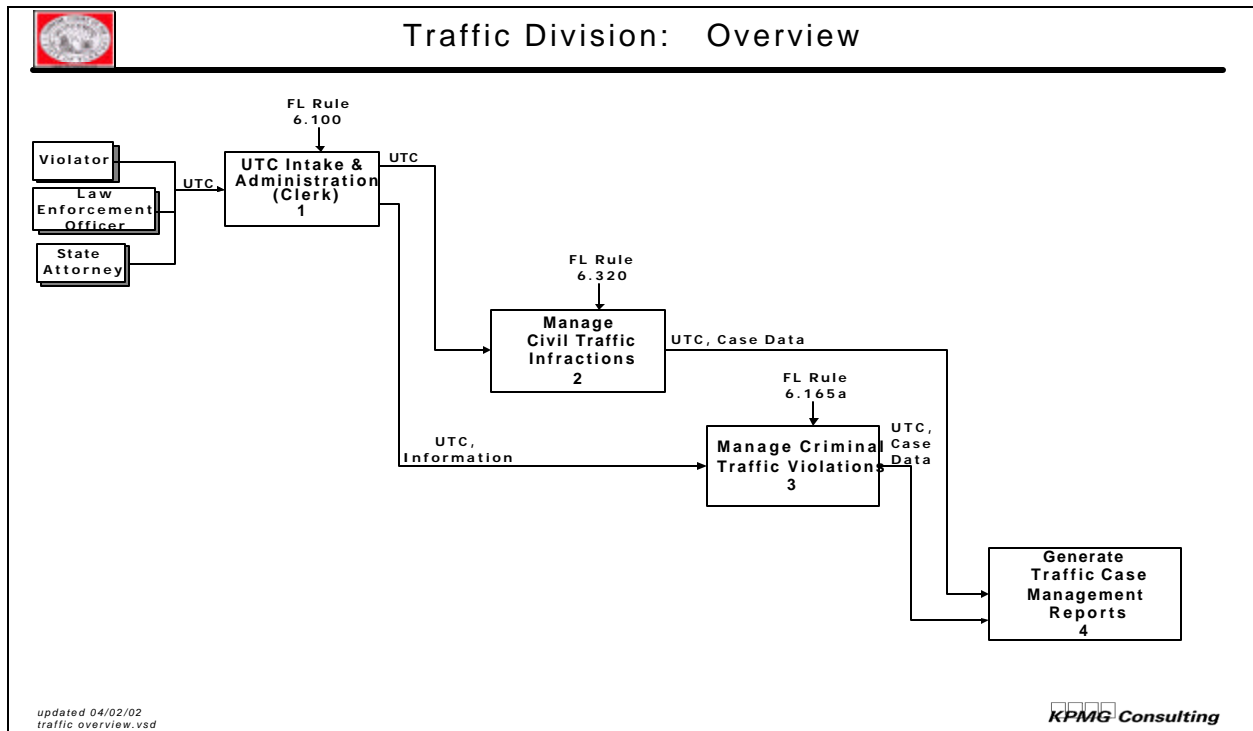 Traffic Division: Overview
FL Rule
6.100
Violator
Law
Enforcement
Officer
State
Attorney
UTC
UTC Intake &
Administration
(Clerk)
1
UTC
FL Rule
6.320
Manage
Civil Traffic
Infractions
2
UTC, Case Data
FL Rule
6.165a
UTC,
Information
Manage Criminal
Traffic Violations
3
UTC,
Case
Data
Generate
Traffic Case
Management
Reports
4
updated 04/02/02
traffic overview.vsd
KPMG Consulting